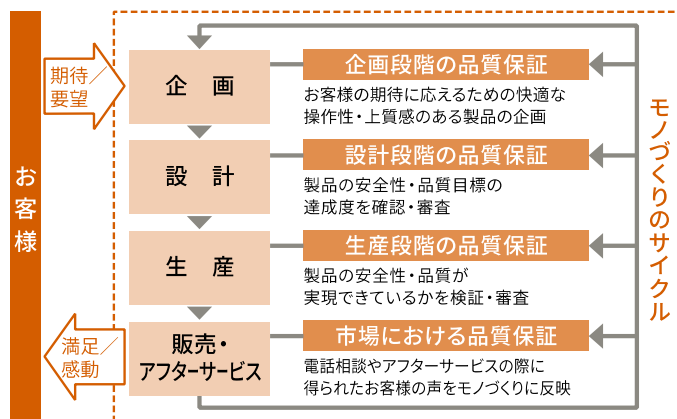 お客様
期待／
要望
企 画
企画段階の品質保証
お客様の期待に応えるための快適な
操作性・上質感のある製品の企画
設 計
設計段階の品質保証
製品の安全性・品質目標の
達成度を確認・審査
生 産
生産段階の品質保証
製品の安全性・品質が
実現できているかを検証・審査
満足／
感動
販売・
アフターサービス
市場における品質保証
電話相談やアフターサービスの際に
得られたお客様の声をモノづくりに反映
モノづくりのサイクル